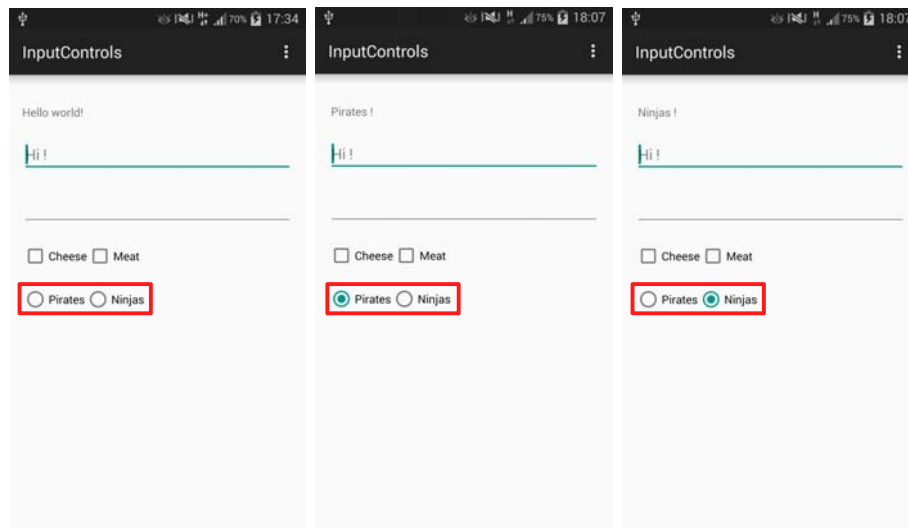 70% 17:34
InputControls
Hello world!
Hi !
Cheese Meat
Pirates Ninjas
75% 18:07
InputControls
Pirates !
Hi !
Cheese Meat
Pirates Ninjas
75% 18:07
InputControls
Ninjas !
Hi !
Cheese Meat
Pirates Ninjas